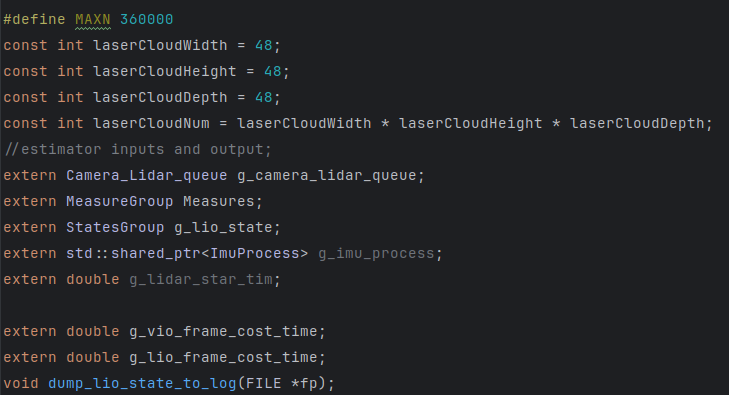 #define MAXN 360000
const int laserCloudWidth = 48;
const int laserCloudHeight = 48;
const int laserCloudDepth = 48;
const int laserCloudNum = laserCloudWidth * laserCloudHeight * laserCloudDepth;
//estimator inputs and output;
extern Camera_Lidar_queue g_camera_lidar_queue;
extern MeasureGroup Measures;
extern StatesGroup g_lio_state;
extern std::shared_ptr<ImuProcess> g_imu_process;
extern double g_lidar_star_tim;
extern double g_vio_frame_cost_time;
extern double g_lio_frame_cost_time;
void dump_lio_state_to_log(FILE *fp);